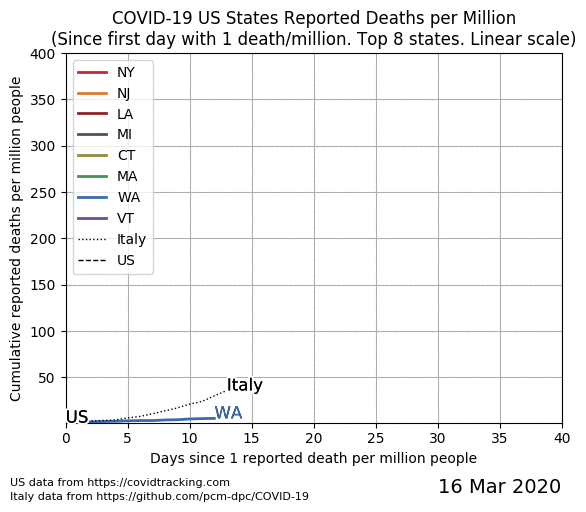 COVID-19 US States Reported Deaths per Million
(Since first day with 1 death/million. Top 8 states. Linear scale)
Cumulative reported deaths per million people
400
350
300
250
200
150
100
50
NY
NJ
LA
MI
CT
MA
WA
VT
Italy
US
Italy
WA
US
0 5 10 15 20 25 30 35 40
Days since 1 reported death per million people
US data from https://covidtracking.com
Italy data from https://github.com/pcm-dpc/COVID-19
16 Mar 2020